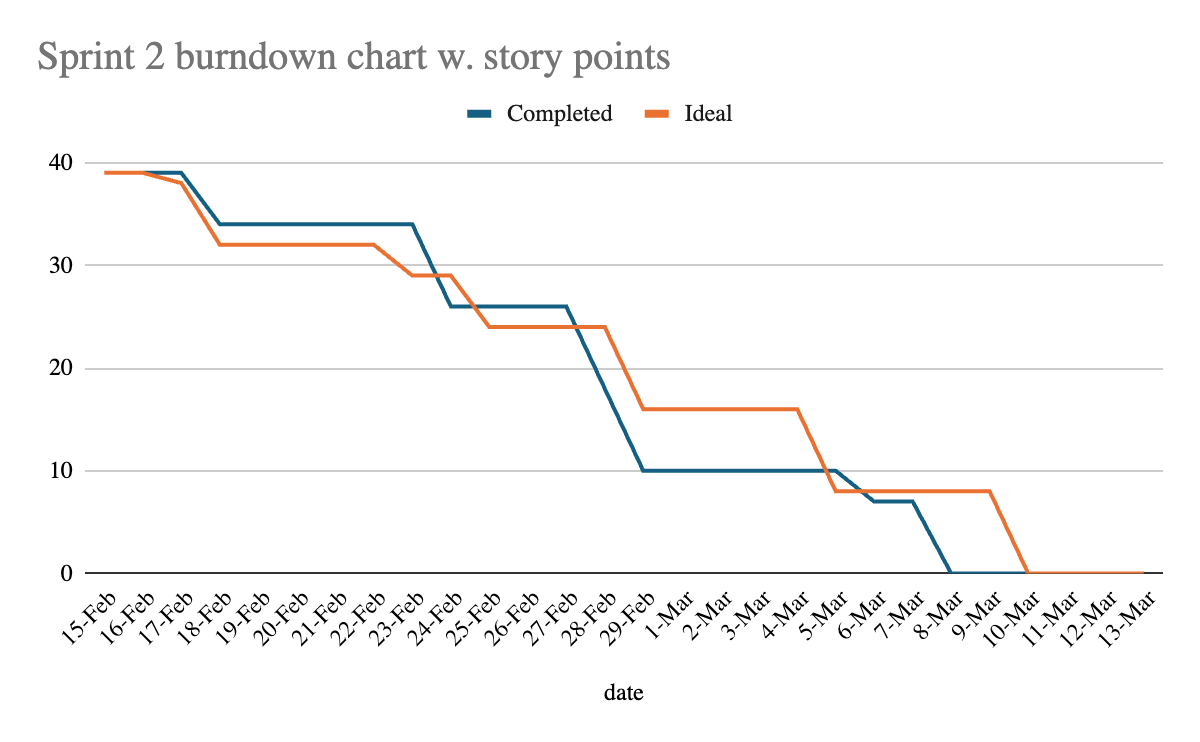 Sprint 2 burndown chart w. story points
Completed Ideal
40
30
20
10
0
15-Feb 16-Feb 17-Feb 18-Feb 19-Feb 20-Feb 21-Feb 22-Feb 23-Feb 24-Feb 25-Feb 26-Feb 27-Feb 28-Feb 29-Feb 1-Mar 2-Mar 3-Mar 4-Mar 5-Mar 6-Mar 7-Mar 8-Mar 9-Mar 10-Mar 11-Mar 12-Mar 13-Mar
date